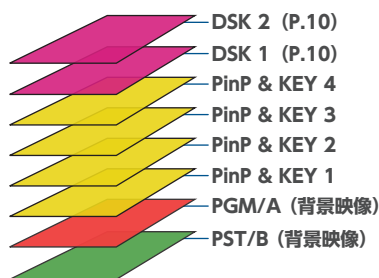 DSK 2（P.10）
DSK 1（P.10）
PinP & KEY 4
PinP & KEY 3
PinP & KEY 2
PinP & KEY 1
PGM/A（背景映像）
PST/B（背景映像）